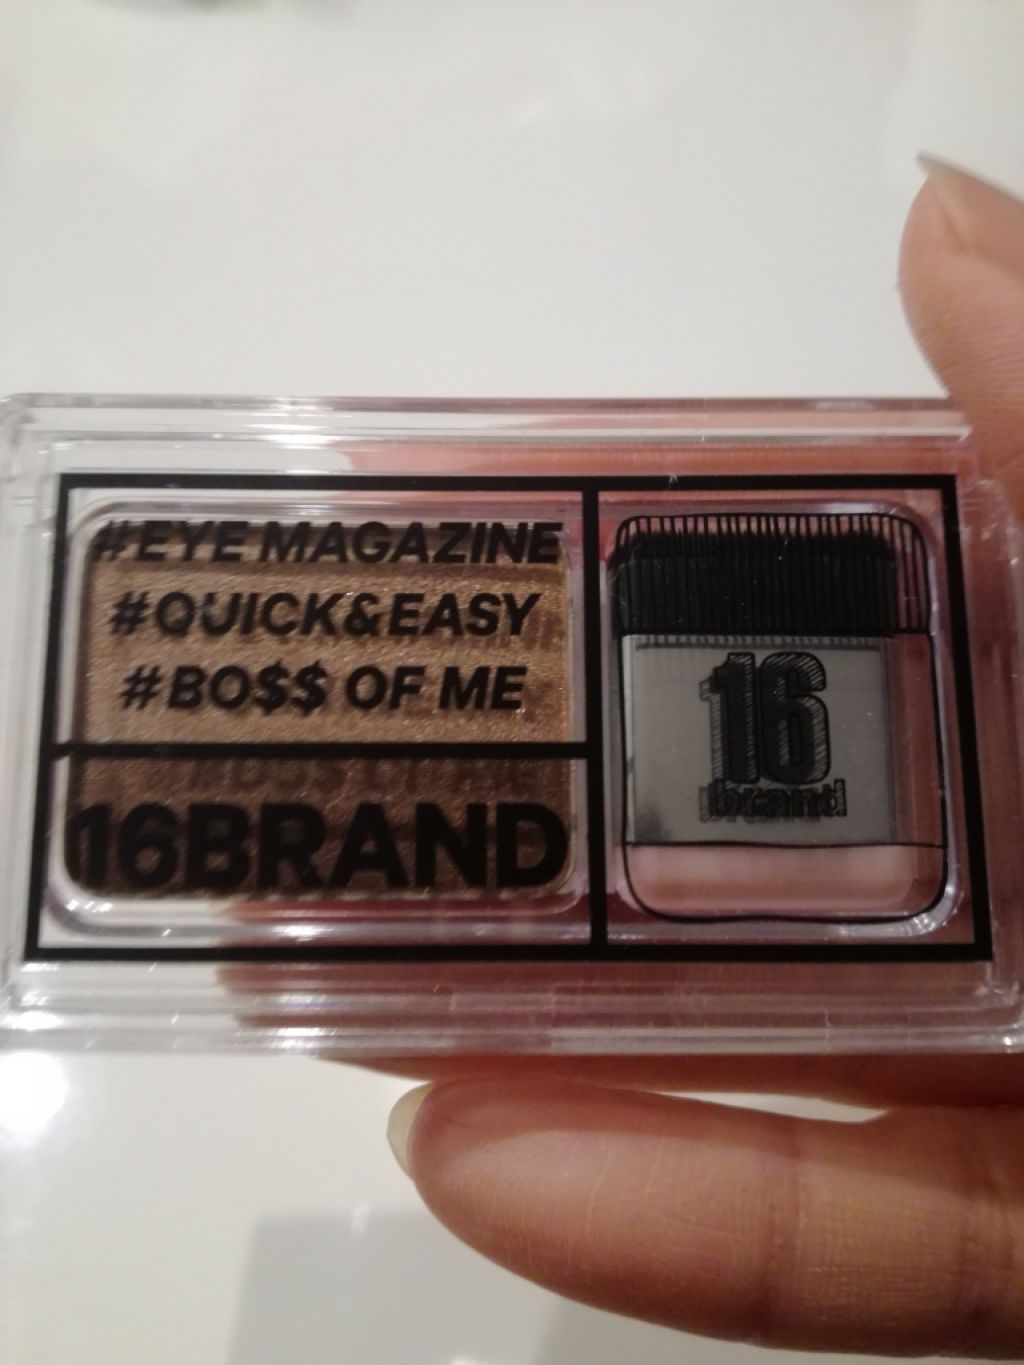 #EYE MAGAZINE
#QUICK&EASY
#BO$$ OF ME
16BRAND
16
brand